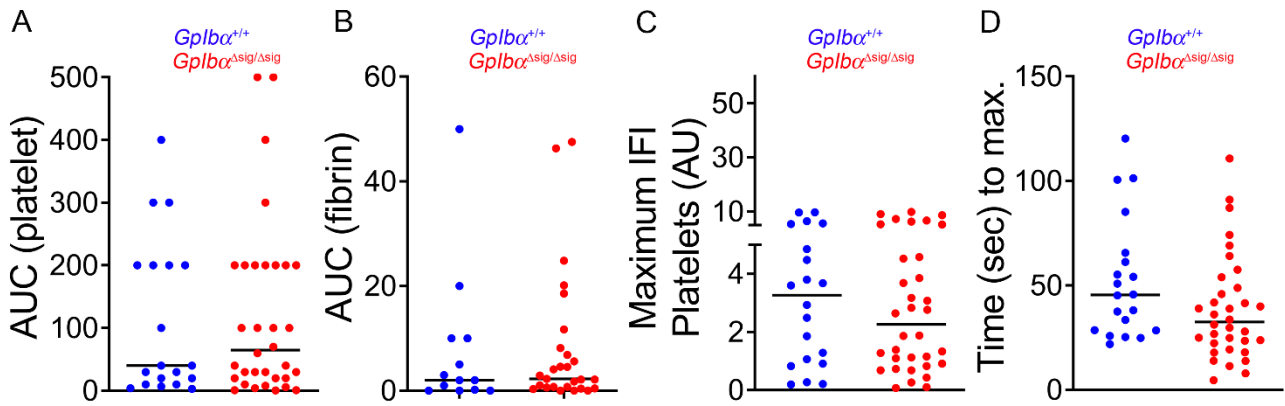 A
GpIbα+/+
GpIbαΔsig/Δsig
AUC (platelet)
500
400
300
200
100
0
B
GpIbα+/+
GpIbαΔsig/Δsig
AUC (fibrin)
60
40
20
0
C
GpIbα+/+
GpIbαΔsig/Δsig
Maximum IFI
Platelets (AU)
50
30
10
4
2
0
D
GpIbα+/+
GpIbαΔsig/Δsig
Time (sec) to max.
150
100
50
0